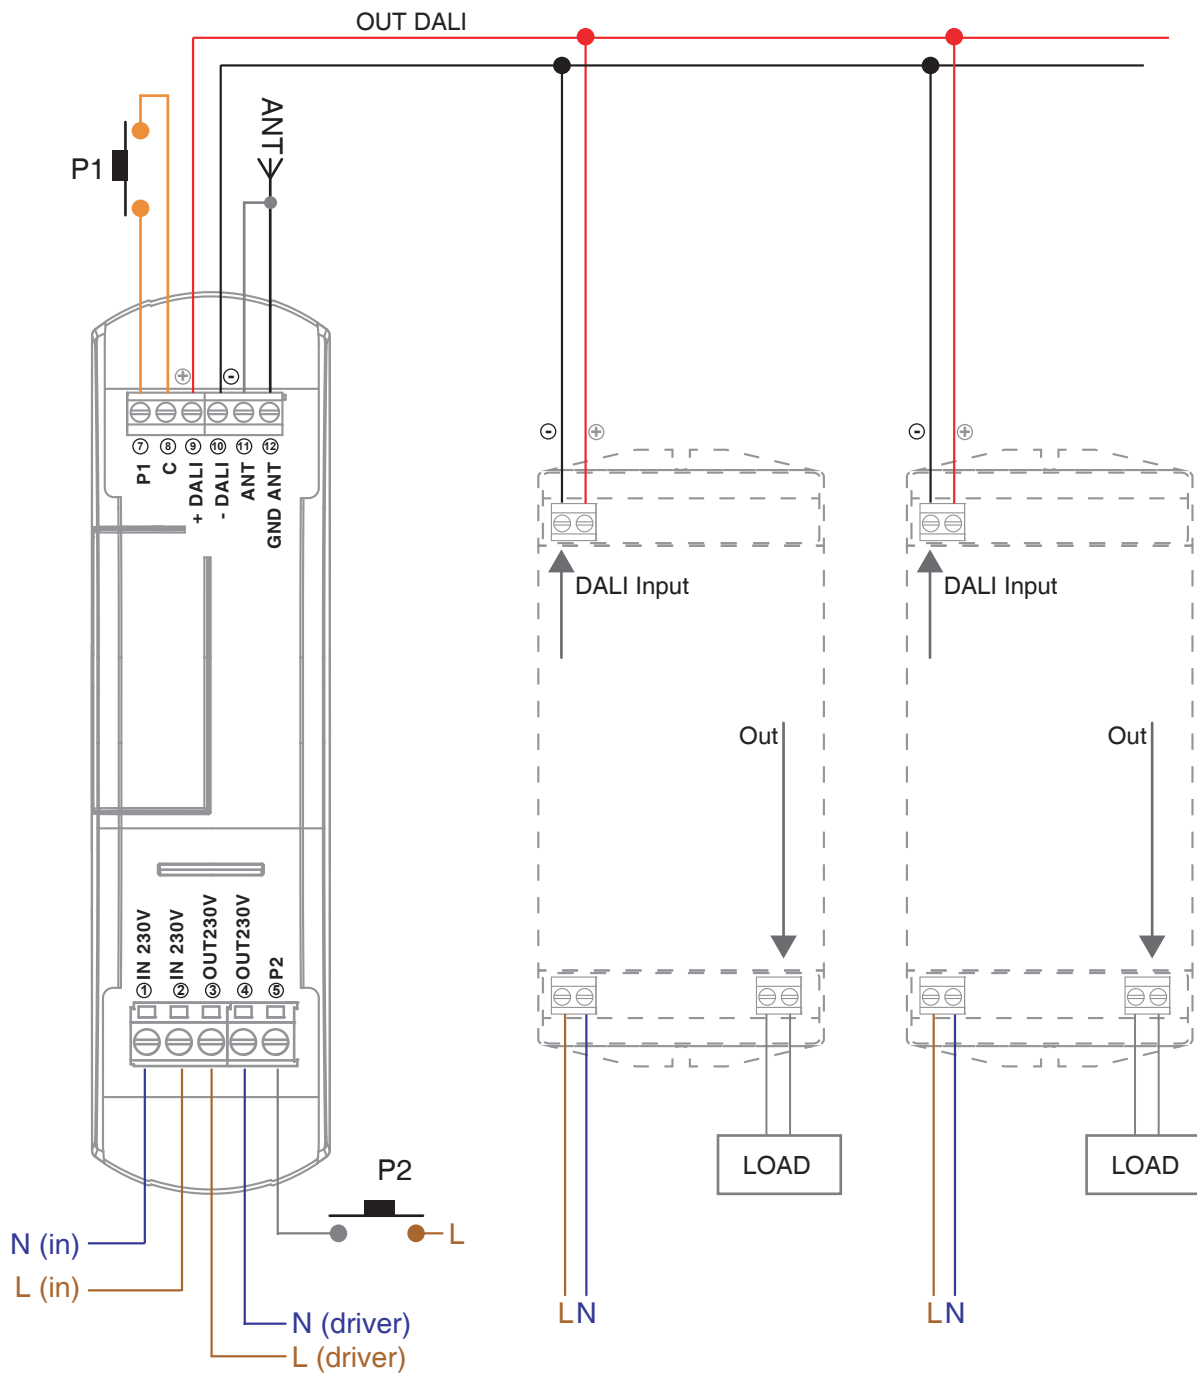 OUT DALI
ANT
P1
⊕ ⊖
⑦ ⑧ ⑨ ⑩ ⑪ ⑫
P1
C
+ DALI
- DALI
ANT
GND ANT
⊖ ⊕
DALI Input
Out
⊖ ⊕
DALI Input
Out
IN 230V
IN 230V
OUT230V
OUT230V
P2
① ② ③ ④ ⑤
P2
L
N (in)
L (in)
N (driver)
L (driver)
LOAD
L N
LOAD
L N